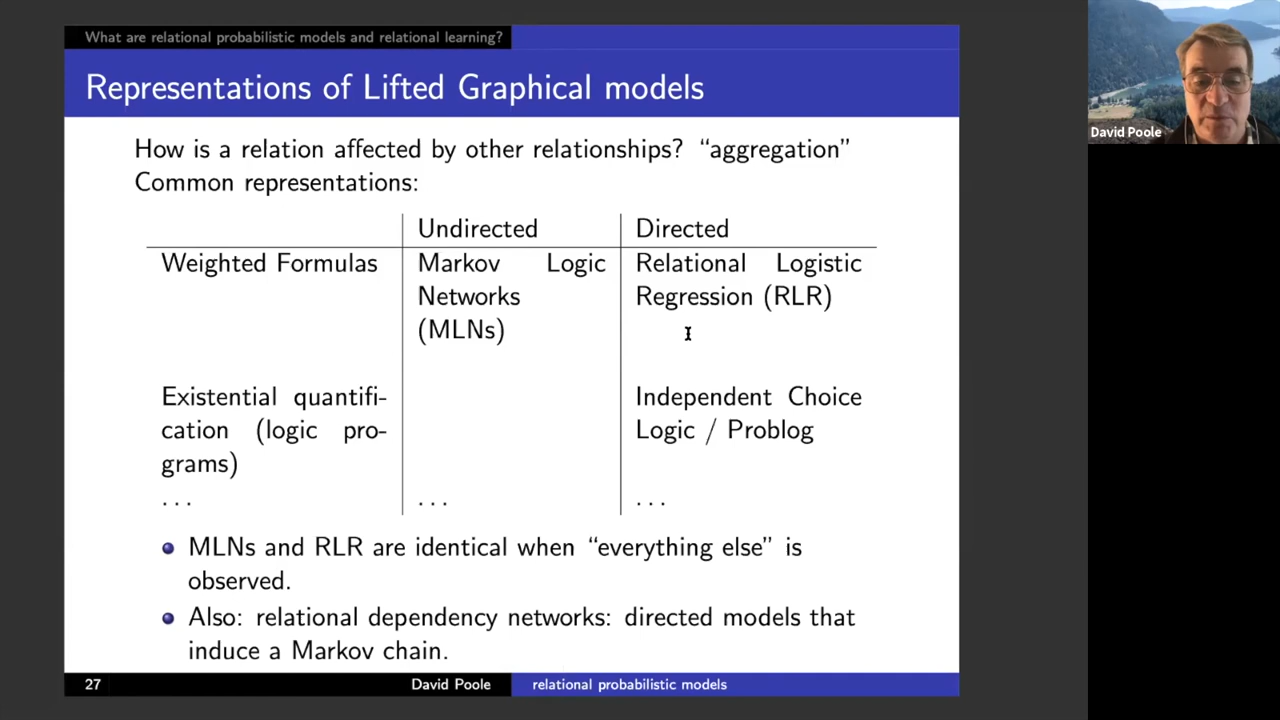 What are relational probabilistic models and relational learning?
Representations of Lifted Graphical models
How is a relation affected by other relationships? “aggregation”
Common representations:
Undirected Directed
Weighted Formulas Markov Logic Relational Logistic
Networks Regression (RLR)
(MLNs)
Existential quantifi- Independent Choice
cation (logic pro- Logic / Problog
grams)
. . . . . . . . .
MLNs and RLR are identical when “everything else” is
observed.
Also: relational dependency networks: directed models that
induce a Markov chain.
27 David Poole relational probabilistic models
David Poole